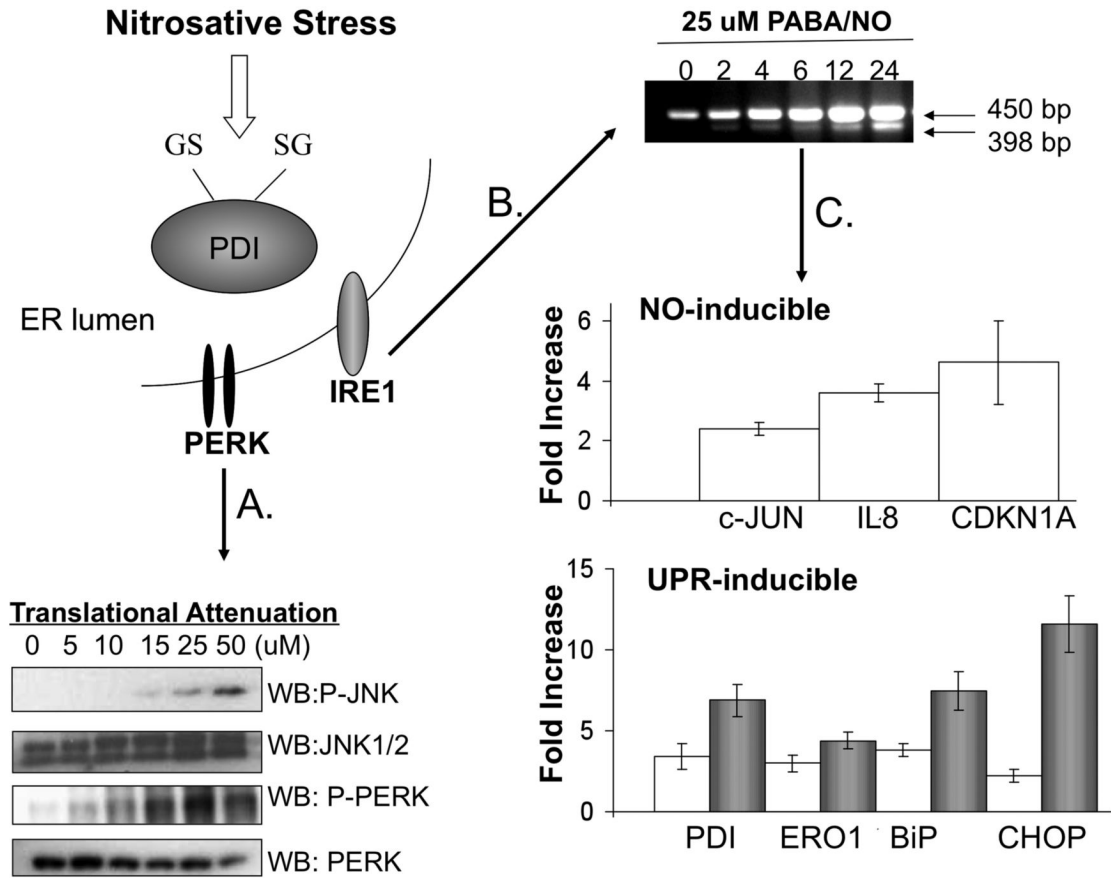 Nitrosative Stress
GS SG
PDI
ER lumen
IRE1
PERK
A.
B.
C.
25 uM PABA/NO
0 2 4 6 12 24
450 bp
398 bp
Translational Attenuation
0 5 10 15 25 50 (uM)
WB:P-JNK
WB:JNK1/2
WB: P-PERK
WB: PERK
NO-inducible
Fold Increase
6
4
2
0
c-JUN IL8 CDKN1A
UPR-inducible
Fold Increase
15
10
5
0
PDI ERO1 BiP CHOP